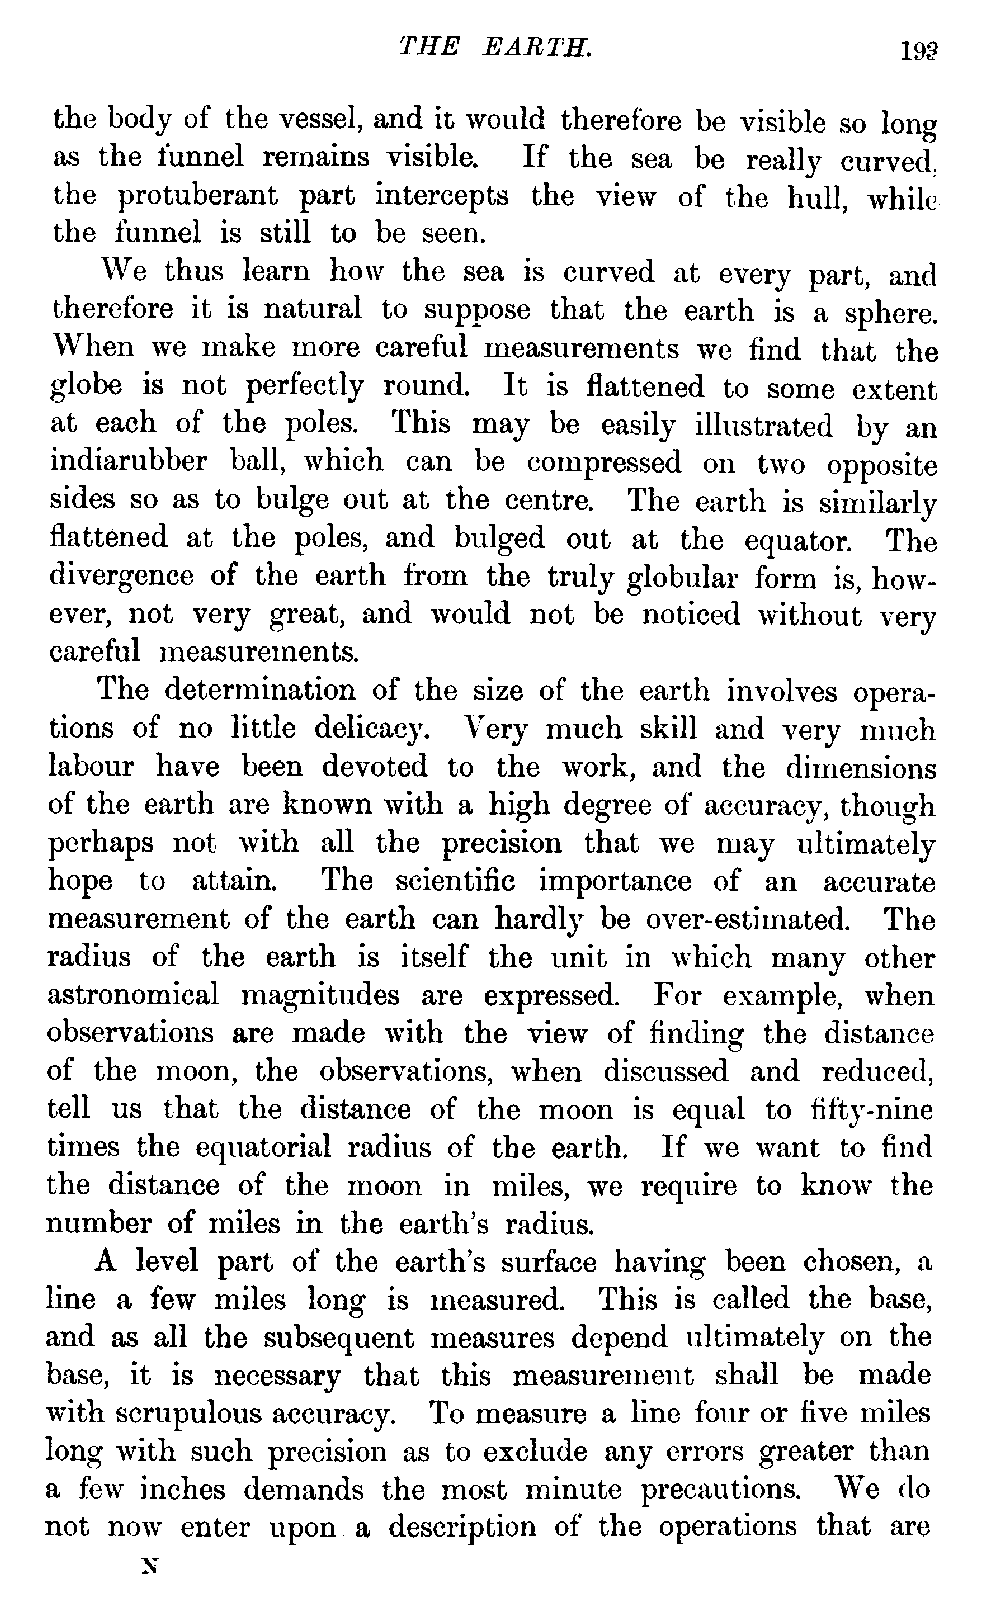 THE EARTH. 193
the body of the vessel, and it would therefore be visible so long
as the funnel remains visible. If the sea be really curved,
the protuberant part intercepts the view of the hull, while
the funnel is still to be seen.
We thus learn how the sea is curved at every part, and
therefore it is natural to suppose that the earth is a sphere.
When we make more careful measurements we find that the
globe is not perfectly round. It is flattened to some extent
at each of the poles. This may be easily illustrated by an
indiarubber ball, which can be compressed on two opposite
sides so as to bulge out at the centre. The earth is similarly
flattened at the poles, and bulged out at the equator. The
divergence of the earth from the truly globular form is, how-
ever, not very great, and would not be noticed without very
careful measurements.
The determination of the size of the earth involves opera-
tions of no little delicacy. Very much skill and very much
labour have been devoted to the work, and the dimensions
of the earth are known with a high degree of accuracy, though
perhaps not with all the precision that we may ultimately
hope to attain. The scientific importance of an accurate
measurement of the earth can hardly be over-estimated. The
radius of the earth is itself the unit in which many other
astronomical magnitudes are expressed. For example, when
observations are made with the view of finding the distance
of the moon, the observations, when discussed and reduced,
tell us that the distance of the moon is equal to fifty-nine
times the equatorial radius of the earth. If we want to find
the distance of the moon in miles, we require to know the
number of miles in the earth's radius.
A level part of the earth's surface having been chosen, a
line a few miles long is measured. This is called the base,
and as all the subsequent measures depend ultimately on the
base, it is necessary that this measurement shall be made
with scrupulous accuracy. To measure a line four or five miles
long with such precision as to exclude any errors greater than
a few inches demands the most minute precautions. We do
not now enter upon a description of the operations that are
N